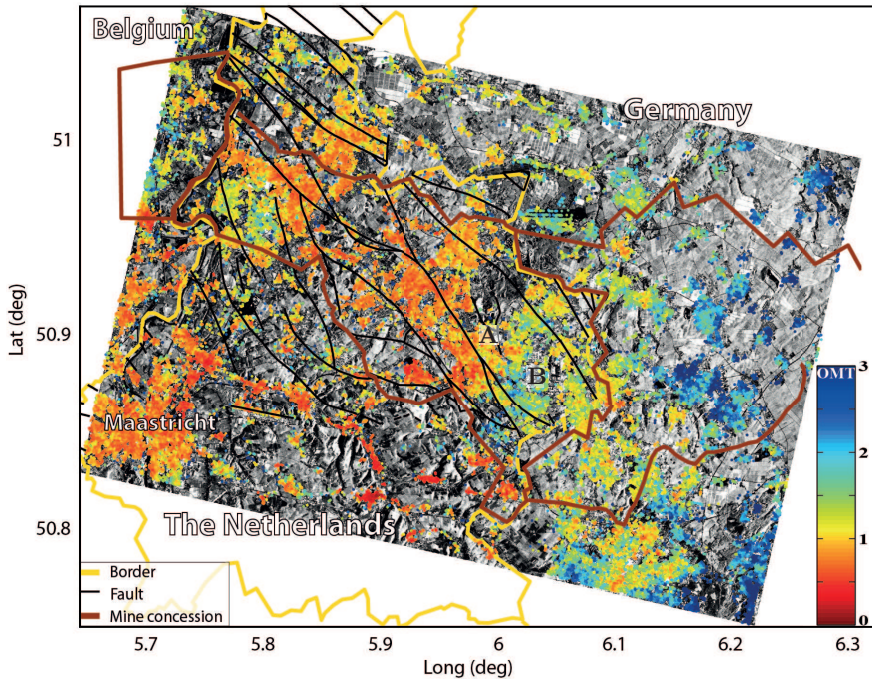 Belgium
Germany
51
Lat (deg)
50.9
A
B
3
OMT
2
Maastricht
50.8
The Netherlands
1
Border
Fault
Mine concession
0
5.7
5.8
5.9
6
6.1
6.2
6.3
Long (deg)